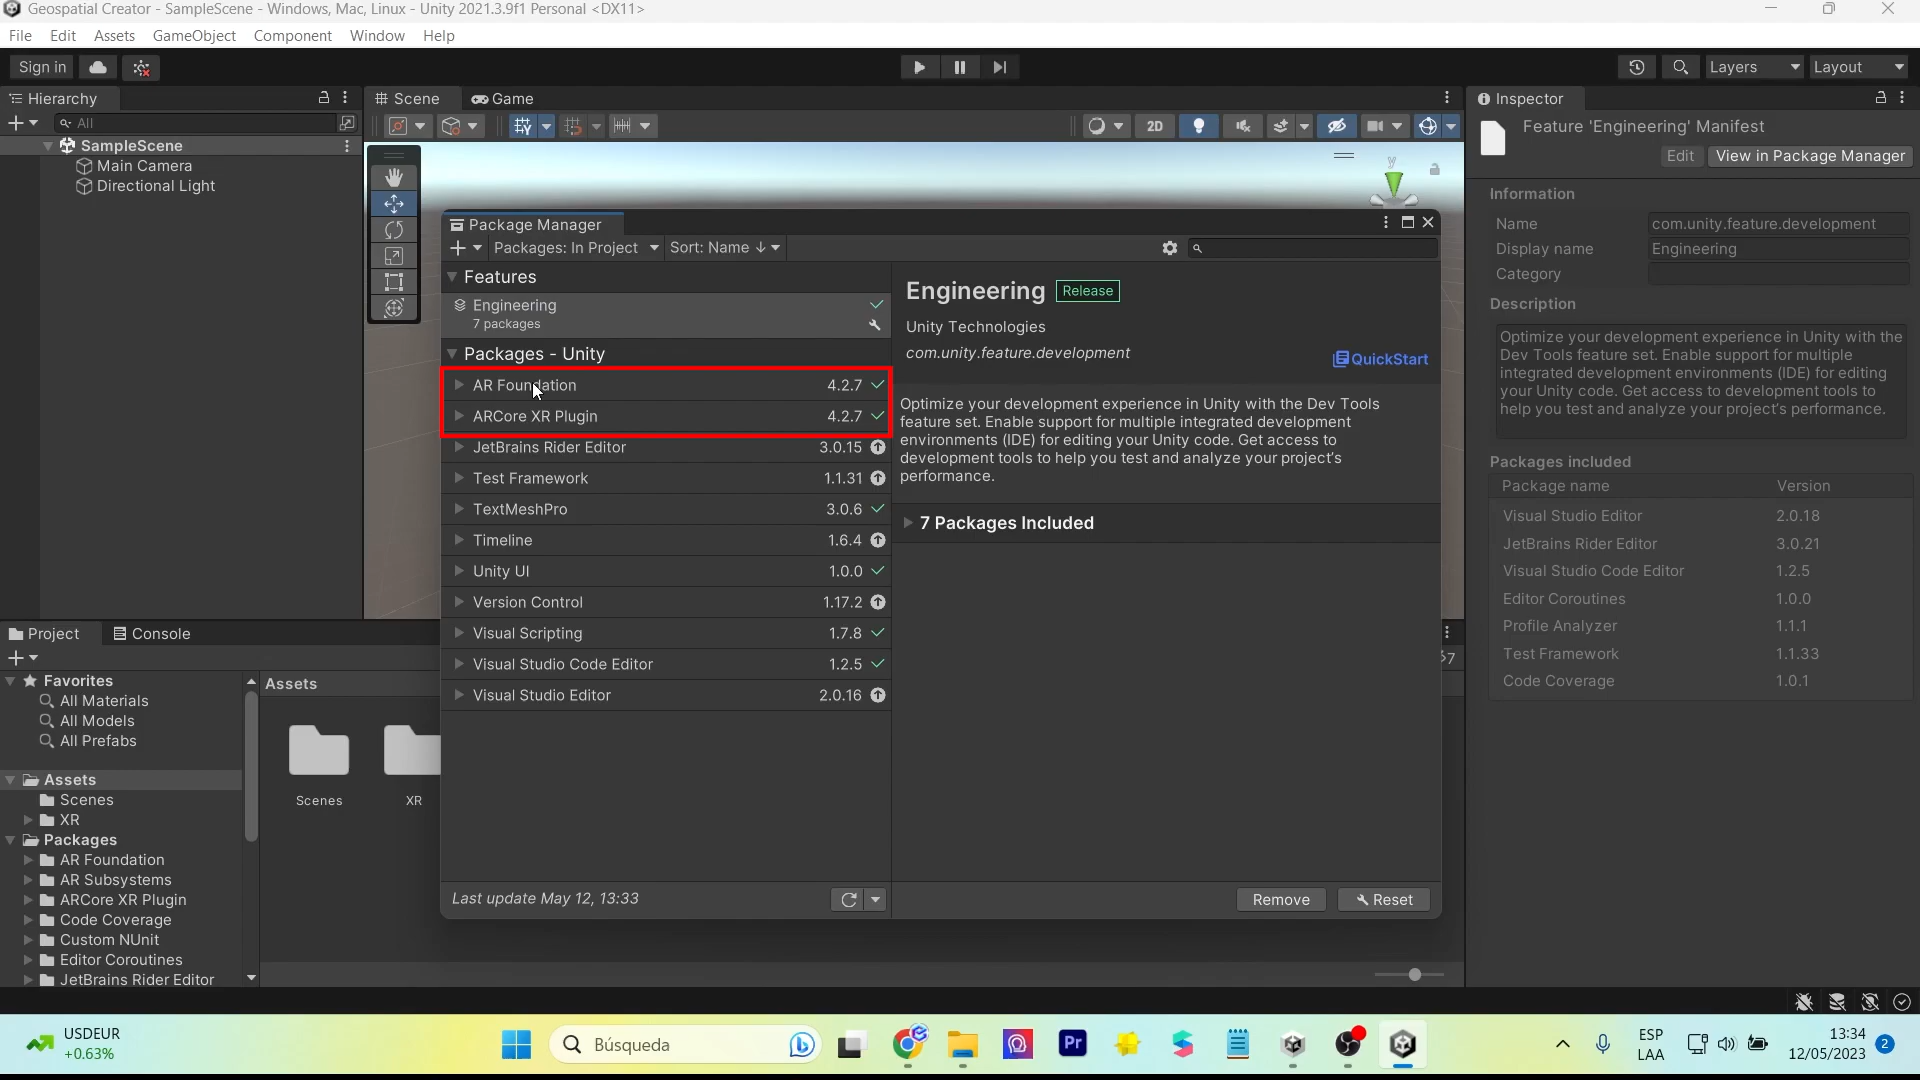 Geospatial Creator - SampleScene - Windows, Mac, Linux - Unity 2021.3.9f1 Personal <DX11>
File Edit Assets GameObject Component Window Help
Sign in
Layers
Layout
Hierarchy
All
SampleScene
Main Camera
Directional Light
Scene
Game
2D
y
Package Manager
Packages: In Project
Sort: Name ↓
Features
Engineering
7 packages
Packages - Unity
AR Foundation 4.2.7
ARCore XR Plugin 4.2.7
JetBrains Rider Editor 3.0.15
Test Framework 1.1.31
TextMeshPro 3.0.6
Timeline 1.6.4
Unity UI 1.0.0
Version Control 1.17.2
Visual Scripting 1.7.8
Visual Studio Code Editor 1.2.5
Visual Studio Editor 2.0.16
Last update May 12, 13:33
Engineering Release
Unity Technologies
com.unity.feature.development
QuickStart
Optimize your development experience in Unity with the Dev Tools
feature set. Enable support for multiple integrated development
environments (IDE) for editing your Unity code. Get access to
development tools to help you test and analyze your project's
performance.
7 Packages Included
Remove
Reset
Inspector
Feature 'Engineering' Manifest
Edit
View in Package Manager
Information
Name com.unity.feature.development
Display name Engineering
Category
Description
Optimize your development experience in Unity with the
Dev Tools feature set. Enable support for multiple
integrated development environments (IDE) for editing
your Unity code. Get access to development tools to
help you test and analyze your project's performance.
Packages included
Package name Version
Visual Studio Editor 2.0.18
JetBrains Rider Editor 3.0.21
Visual Studio Code Editor 1.2.5
Editor Coroutines 1.0.0
Profile Analyzer 1.1.1
Test Framework 1.1.33
Code Coverage 1.0.1
Project
Console
7
Favorites
All Materials
All Models
All Prefabs
Assets
Scenes
XR
Packages
AR Foundation
AR Subsystems
ARCore XR Plugin
Code Coverage
Custom NUnit
Editor Coroutines
JetBrains Rider Editor
Assets
Scenes
XR
USDEUR
+0.63%
Búsqueda
Pr
ESP
LAA
13:34
12/05/2023
2